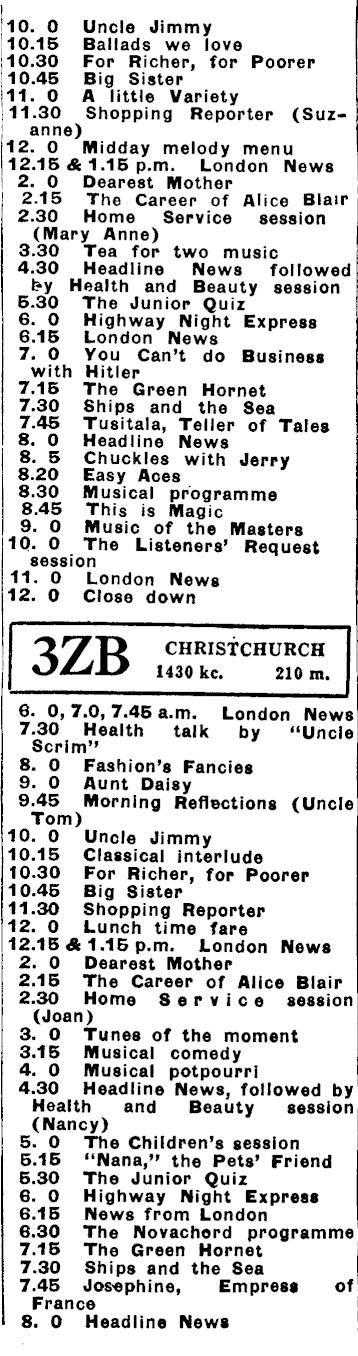 10. 0 Uncle Jimmy
10.15 Ballads we love
10.30 For Richer, for Poorer
10.45 Big Sister
11. 0 A little Variety
11.30 Shopping Reporter (Suz-
anne)
12. 0 Midday melody menu
12.15 & 1.15 p.m. London News
2. 0 Dearest Mother
2.15 The Career of Alice Blair
2.30 Home Service session
(Mary Anne)
3.30 Tea for two music
4.30 Headline News followed
by Health and Beauty session
5.30 The Junior Quiz
6. 0 Highway Night Express
6.15 London News
7. 0 You Can't do Business
with Hitler
7.15 The Green Hornet
7.30 Ships and the Sea
7.45 Tusitala, Teller of Tales
8. 0 Headline News
8. 5 Chuckles with Jerry
8.20 Easy Aces
8.30 Musical programme
8.45 This is Magic
9. 0 Music of the Masters
10. 0 The Listeners' Request
session
11. 0 London News
12. 0 Close down
3ZB CHRISTCHURCH
1430 kc. 210 m.
6. 0, 7.0, 7.45 a.m. London News
7.30 Health talk by "Uncle
Scrim"
8. 0 Fashion's Fancies
9. 0 Aunt Daisy
9.45 Morning Reflections (Uncle
Tom)
10. 0 Uncle Jimmy
10.15 Classical interlude
10.30 For Richer, for Poorer
10.45 Big Sister
11.30 Shopping Reporter
12. 0 Lunch time fare
12.15 & 1.15 p.m. London News
2. 0 Dearest Mother
2.15 The Career of Alice Blair
2.30 Home Service session
(Joan)
3. 0 Tunes of the moment
3.15 Musical comedy
4. 0 Musical potpourri
4.30 Headline News, followed by
Health and Beauty session
(Nancy)
5. 0 The Children's session
5.15 "Nana," the Pets' Friend
5.30 The Junior Quiz
6. 0 Highway Night Express
6.15 News from London
6.30 The Novachord programme
7.15 The Green Hornet
7.30 Ships and the Sea
7.45 Josephine, Empress of
France
8. 0 Headline News